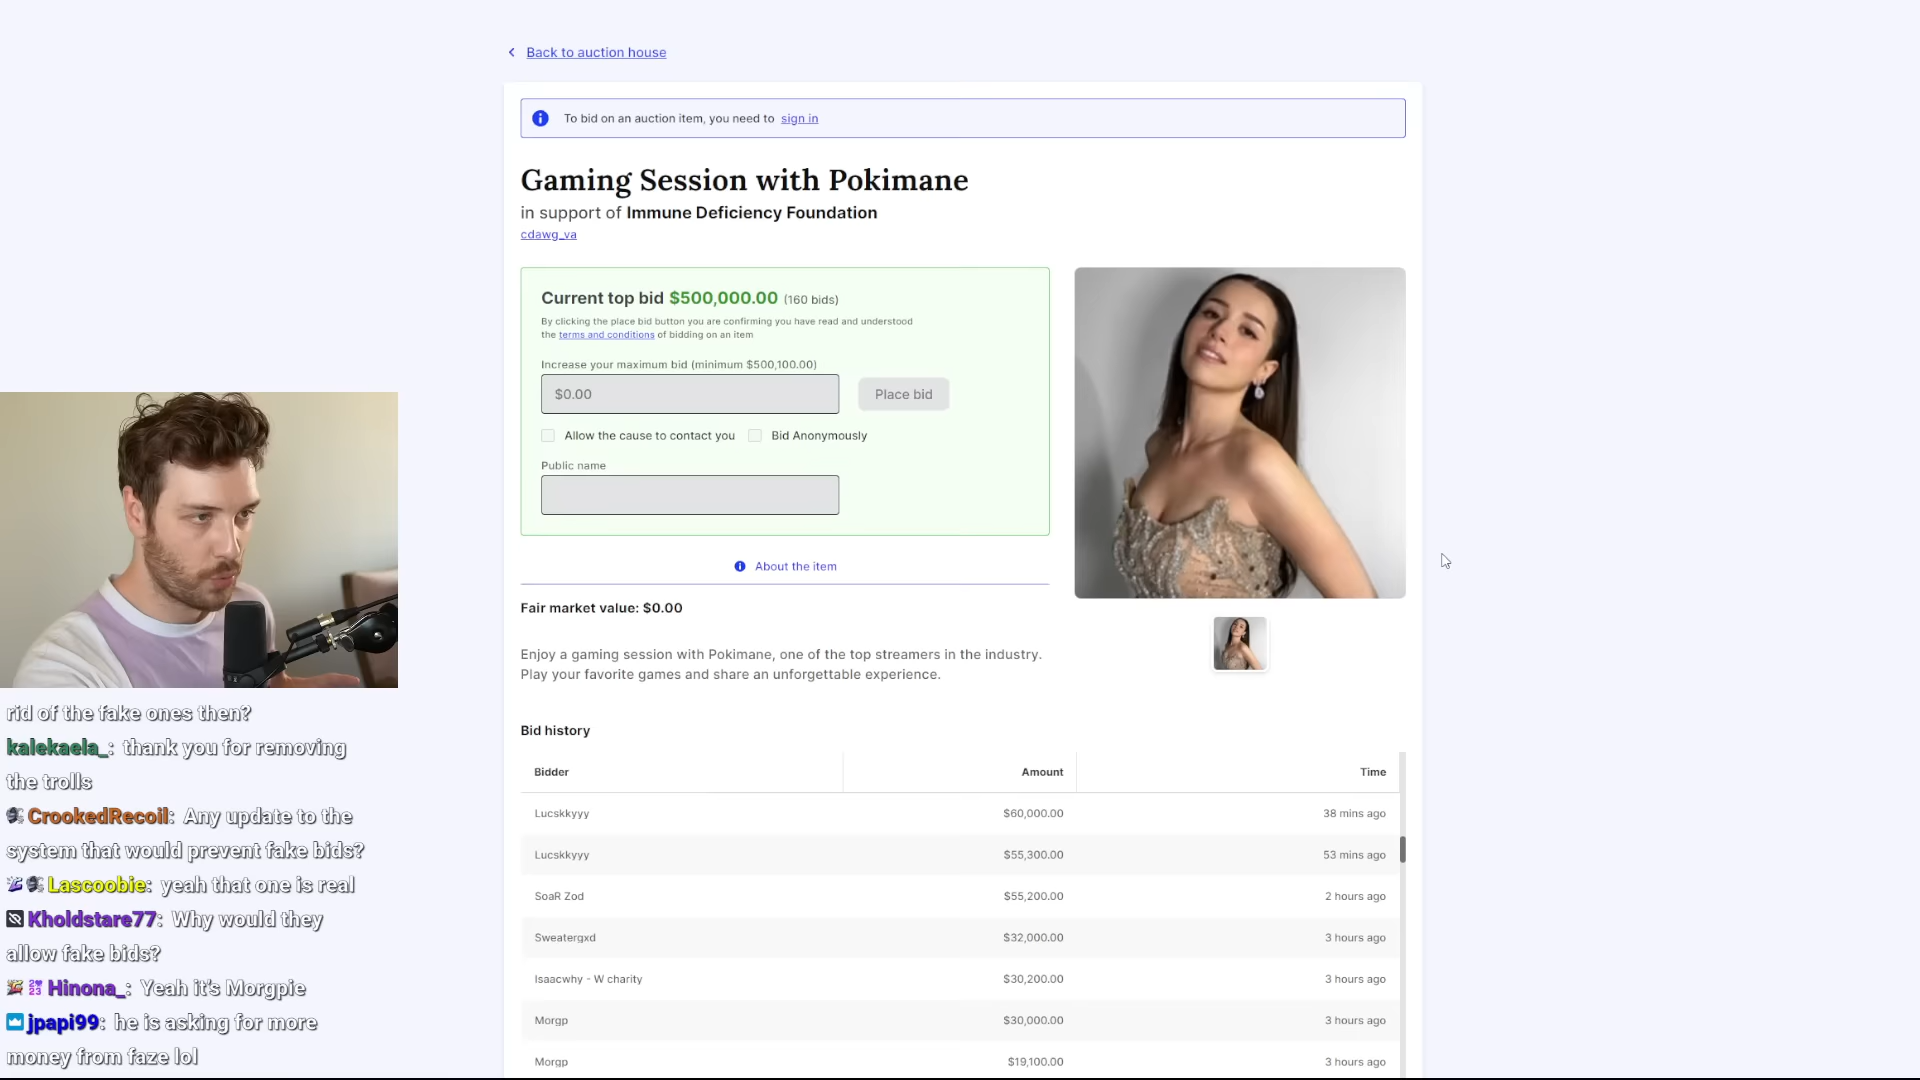 Back to auction house
To bid on an auction item, you need to sign in
Gaming Session with Pokimane
in support of Immune Deficiency Foundation
cdawg_va
Current top bid $500,000.00 (160 bids)
By clicking the place bid button you are confirming you have read and understood
the terms and conditions of bidding on an item
Increase your maximum bid (minimum $500,100.00)
$0.00
Place bid
Allow the cause to contact you
Bid Anonymously
Public name
About the item
Fair market value: $0.00
Enjoy a gaming session with Pokimane, one of the top streamers in the industry.
Play your favorite games and share an unforgettable experience.
Bid history
Bidder Amount Time
Lucskkyyy $60,000.00 38 mins ago
Lucskkyyy $55,300.00 53 mins ago
SoaR Zod $55,200.00 2 hours ago
Sweatergxd $32,000.00 3 hours ago
Isaacwhy - W charity $30,200.00 3 hours ago
Morgp $30,000.00 3 hours ago
Morgp $19,100.00 3 hours ago
rid of the fake ones then?
kalekaela_: thank you for removing
the trolls
CrookedRecoil: Any update to the
system that would prevent fake bids?
Lascoobie: yeah that one is real
Kholdstare77: Why would they
allow fake bids?
Hinona_: Yeah it's Morgpie
jpapi99: he is asking for more
money from faze lol